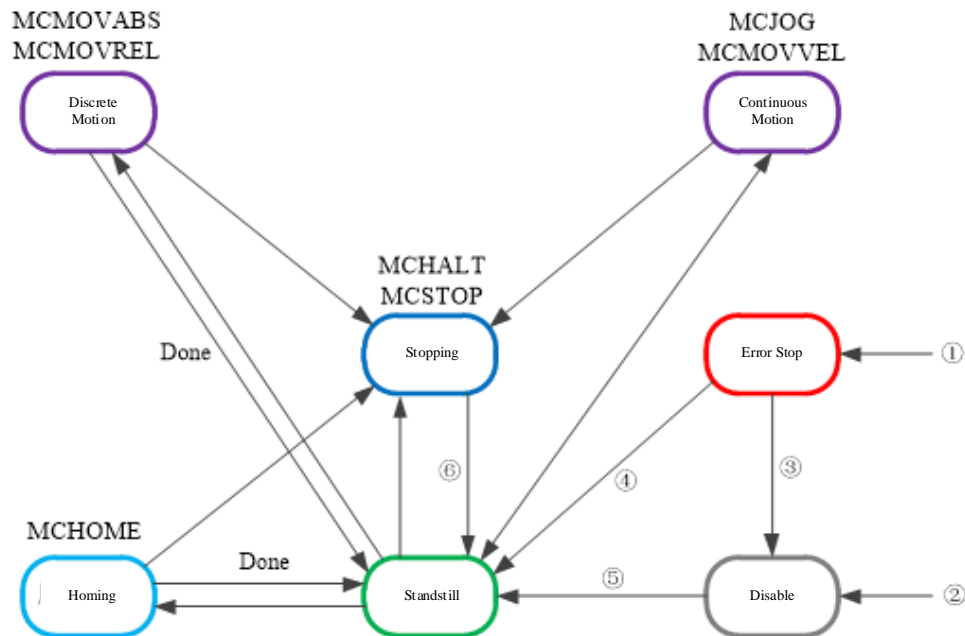 MCMOVABS
MCMOVREL
Discrete
Motion
MCJOG
MCMOVVEL
Continuous
Motion
MCHALT
MCSTOP
Stopping
Done
Error Stop
①
⑥
④
③
MCHOME
Homing
Done
Standstill
⑤
Disable
②